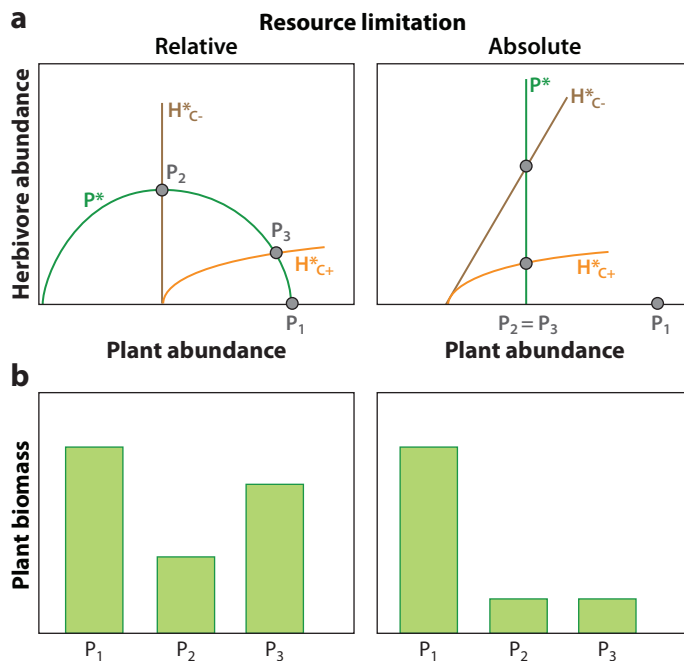 a
Resource limitation
Relative
Absolute
Herbivore abundance
H*C-
P2
P*
P3
H*C+
P1
P*
H*C-
H*C+
P2 = P3
P1
Plant abundance
Plant abundance
b
Plant biomass
P1
P2
P3
P1
P2
P3